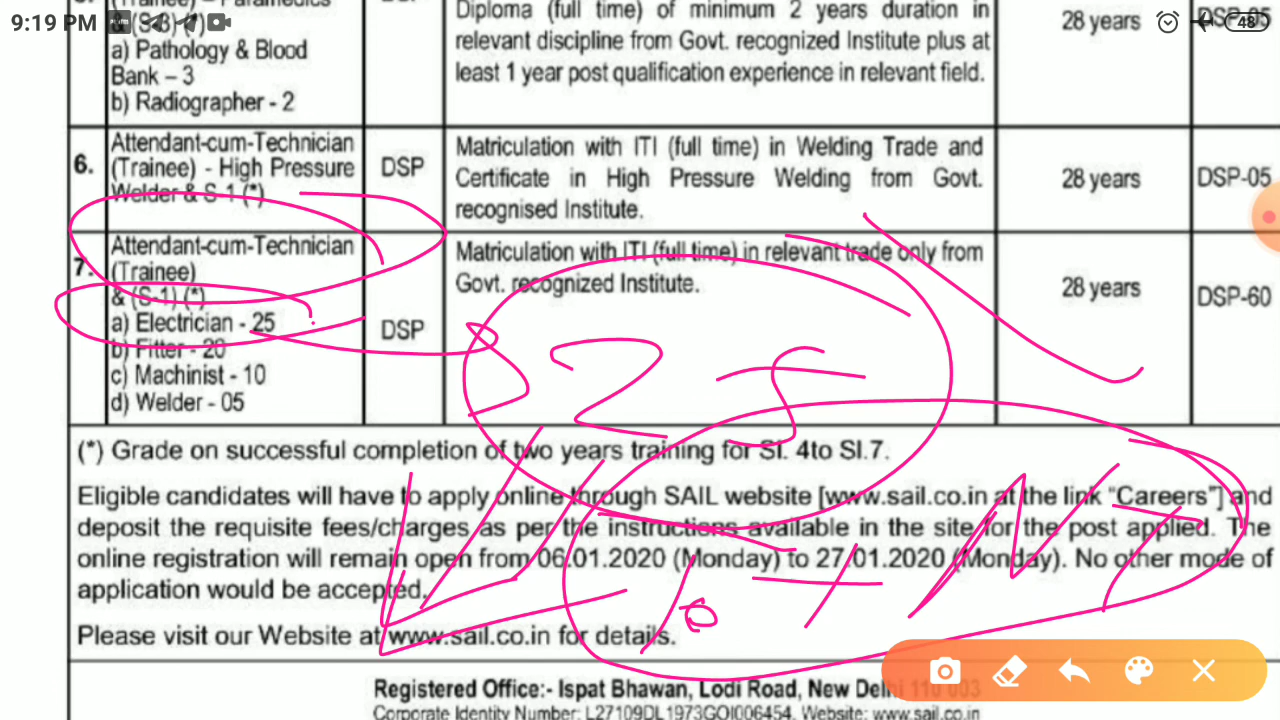 9:19 PM 48
(Trainee) – Paramedics
& (S-3) (*)
a) Pathology & Blood
Bank – 3
b) Radiographer - 2
Diploma (full time) of minimum 2 years duration in
relevant discipline from Govt. recognized Institute plus at
least 1 year post qualification experience in relevant field.
28 years
6.
Attendant-cum-Technician
(Trainee) - High Pressure
Welder & S-1 (*)
DSP
Matriculation with ITI (full time) in Welding Trade and
Certificate in High Pressure Welding from Govt.
recognised Institute.
28 years
DSP-05
7.
Attendant-cum-Technician
(Trainee)
& (S-1) (*)
a) Electrician - 25
b) Fitter - 20
c) Machinist - 10
d) Welder - 05
DSP
Matriculation with ITI (full time) in relevant trade only from
Govt. recognized Institute.
28 years
DSP-60
25
(*) Grade on successful completion of two years training for Sl. 4to Sl.7.
Eligible candidates will have to apply online through SAIL website [www.sail.co.in at the link "Careers"] and
deposit the requisite fees/charges as per the instructions available in the site for the post applied. The
online registration will remain open from 06.01.2020 (Monday) to 27.01.2020 (Monday). No other mode of
application would be accepted.
Please visit our Website at www.sail.co.in for details.
Registered Office:- Ispat Bhawan, Lodi Road, New Delhi 110 003
Corporate Identity Number: L27109DL1973GOI006454, Website: www.sail.co.in